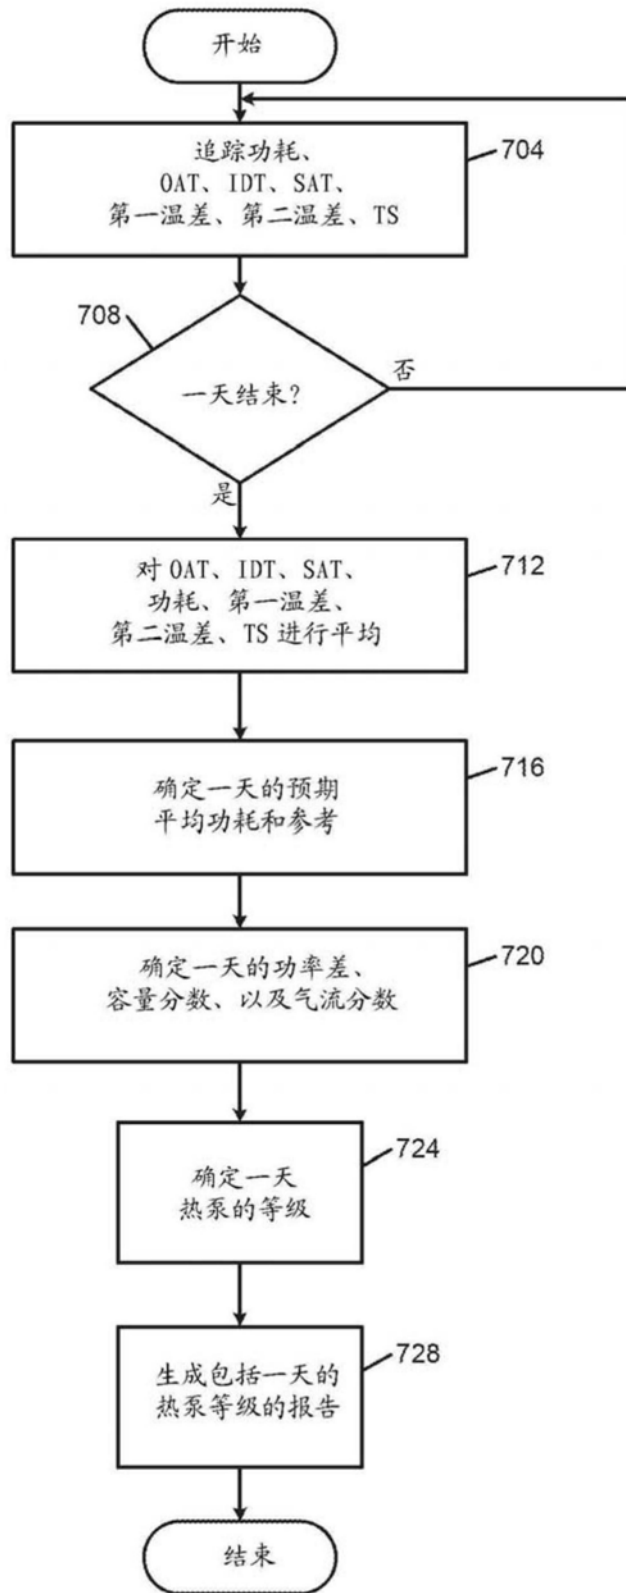 开始
追踪功耗、
OAT、IDT、SAT、
第一温差、第二温差、TS
704
708
一天结束?
否
是
对 OAT、IDT、SAT、
功耗、第一温差、
第二温差、TS 进行平均
712
确定一天的预期
平均功耗和参考
716
确定一天的功率差、
容量分数、以及气流分数
720
确定一天
热泵的等级
724
生成包括一天的
热泵等级的报告
728
结束